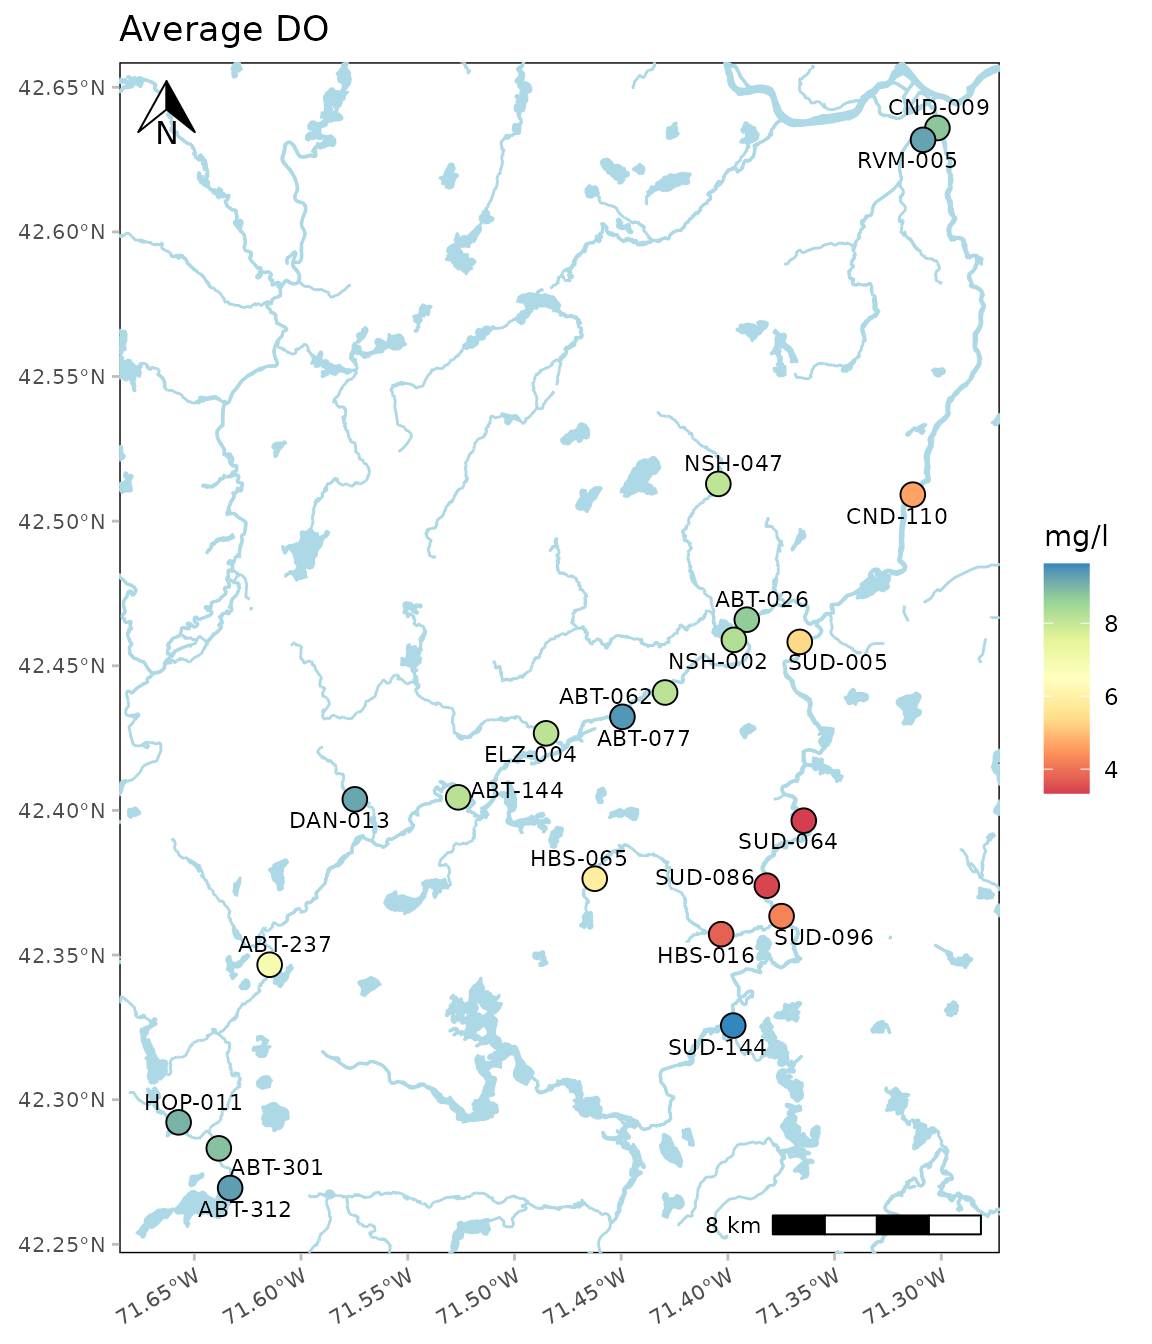 Average DO
42.65°N
42.60°N
42.55°N
42.50°N
42.45°N
42.40°N
42.35°N
42.30°N
42.25°N
N
CND-009
RVM-005
NSH-047
CND-110
ABT-026
NSH-002
SUD-005
ABT-062
ABT-077
ELZ-004
ABT-144
DAN-013
SUD-064
HBS-065
SUD-086
SUD-096
HBS-016
ABT-237
SUD-144
HOP-011
ABT-301
ABT-312
8 km
71.65°W
71.60°W
71.55°W
71.50°W
71.45°W
71.40°W
71.35°W
71.30°W
mg/l
8
6
4